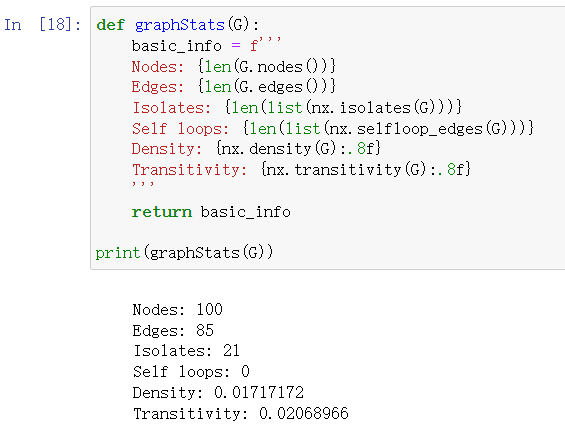 In [18]: def graphStats(G):
basic_info = f'''
Nodes: {len(G.nodes())}
Edges: {len(G.edges())}
Isolates: {len(list(nx.isolates(G)))}
Self loops: {len(list(nx.selfloop_edges(G)))}
Density: {nx.density(G):.8f}
Transitivity: {nx.transitivity(G):.8f}
'''
return basic_info
print(graphStats(G))
Nodes: 100
Edges: 85
Isolates: 21
Self loops: 0
Density: 0.01717172
Transitivity: 0.02068966